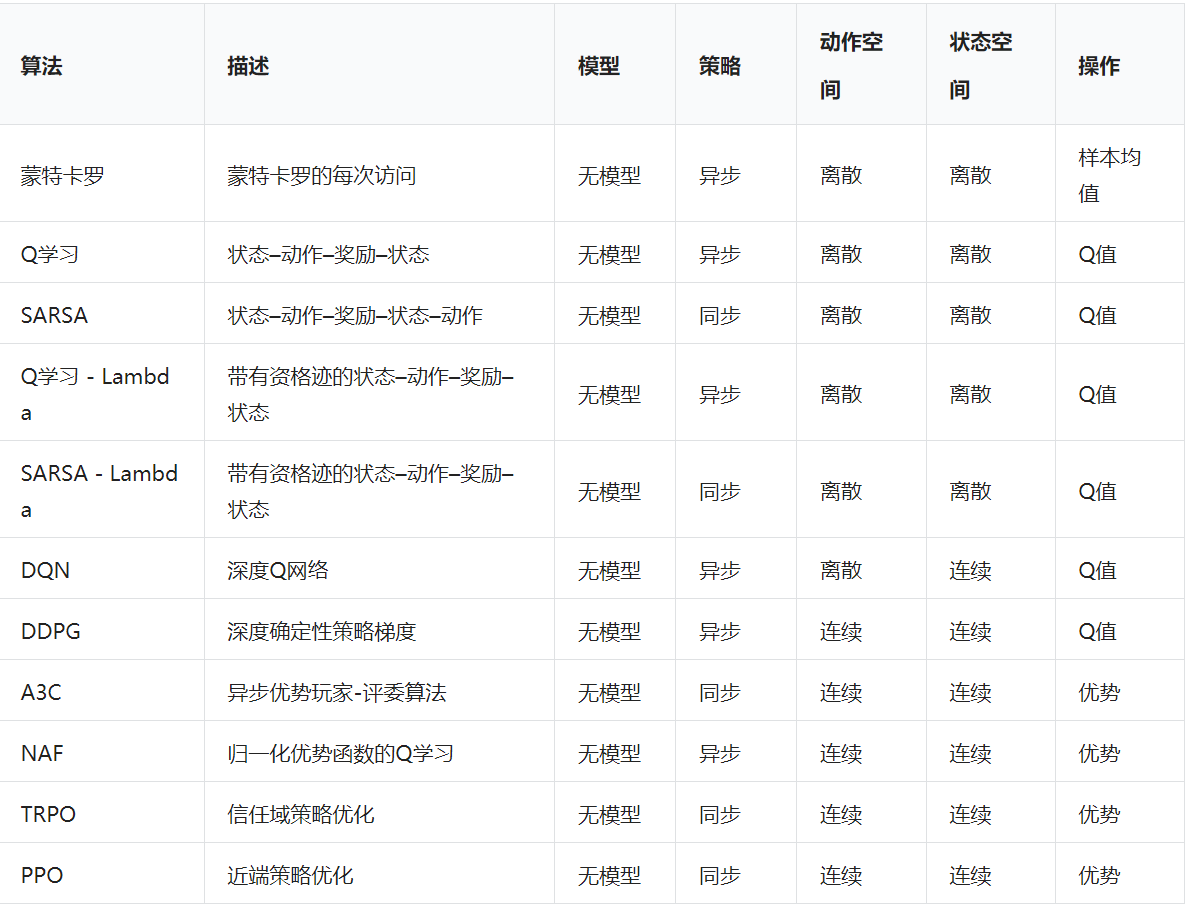 算法 描述 模型 策略 动作空间 状态空间 操作
蒙特卡罗 蒙特卡罗的每次访问 无模型 异步 离散 离散 样本均值
Q学习 状态–动作–奖励–状态 无模型 异步 离散 离散 Q值
SARSA 状态–动作–奖励–状态–动作 无模型 同步 离散 离散 Q值
Q学习 - Lambda 带有资格迹的状态–动作–奖励–状态 无模型 异步 离散 离散 Q值
SARSA - Lambda 带有资格迹的状态–动作–奖励–状态 无模型 同步 离散 离散 Q值
DQN 深度Q网络 无模型 异步 离散 连续 Q值
DDPG 深度确定性策略梯度 无模型 异步 连续 连续 Q值
A3C 异步优势玩家-评委算法 无模型 同步 连续 连续 优势
NAF 归一化优势函数的Q学习 无模型 异步 连续 连续 优势
TRPO 信任域策略优化 无模型 同步 连续 连续 优势
PPO 近端策略优化 无模型 同步 连续 连续 优势